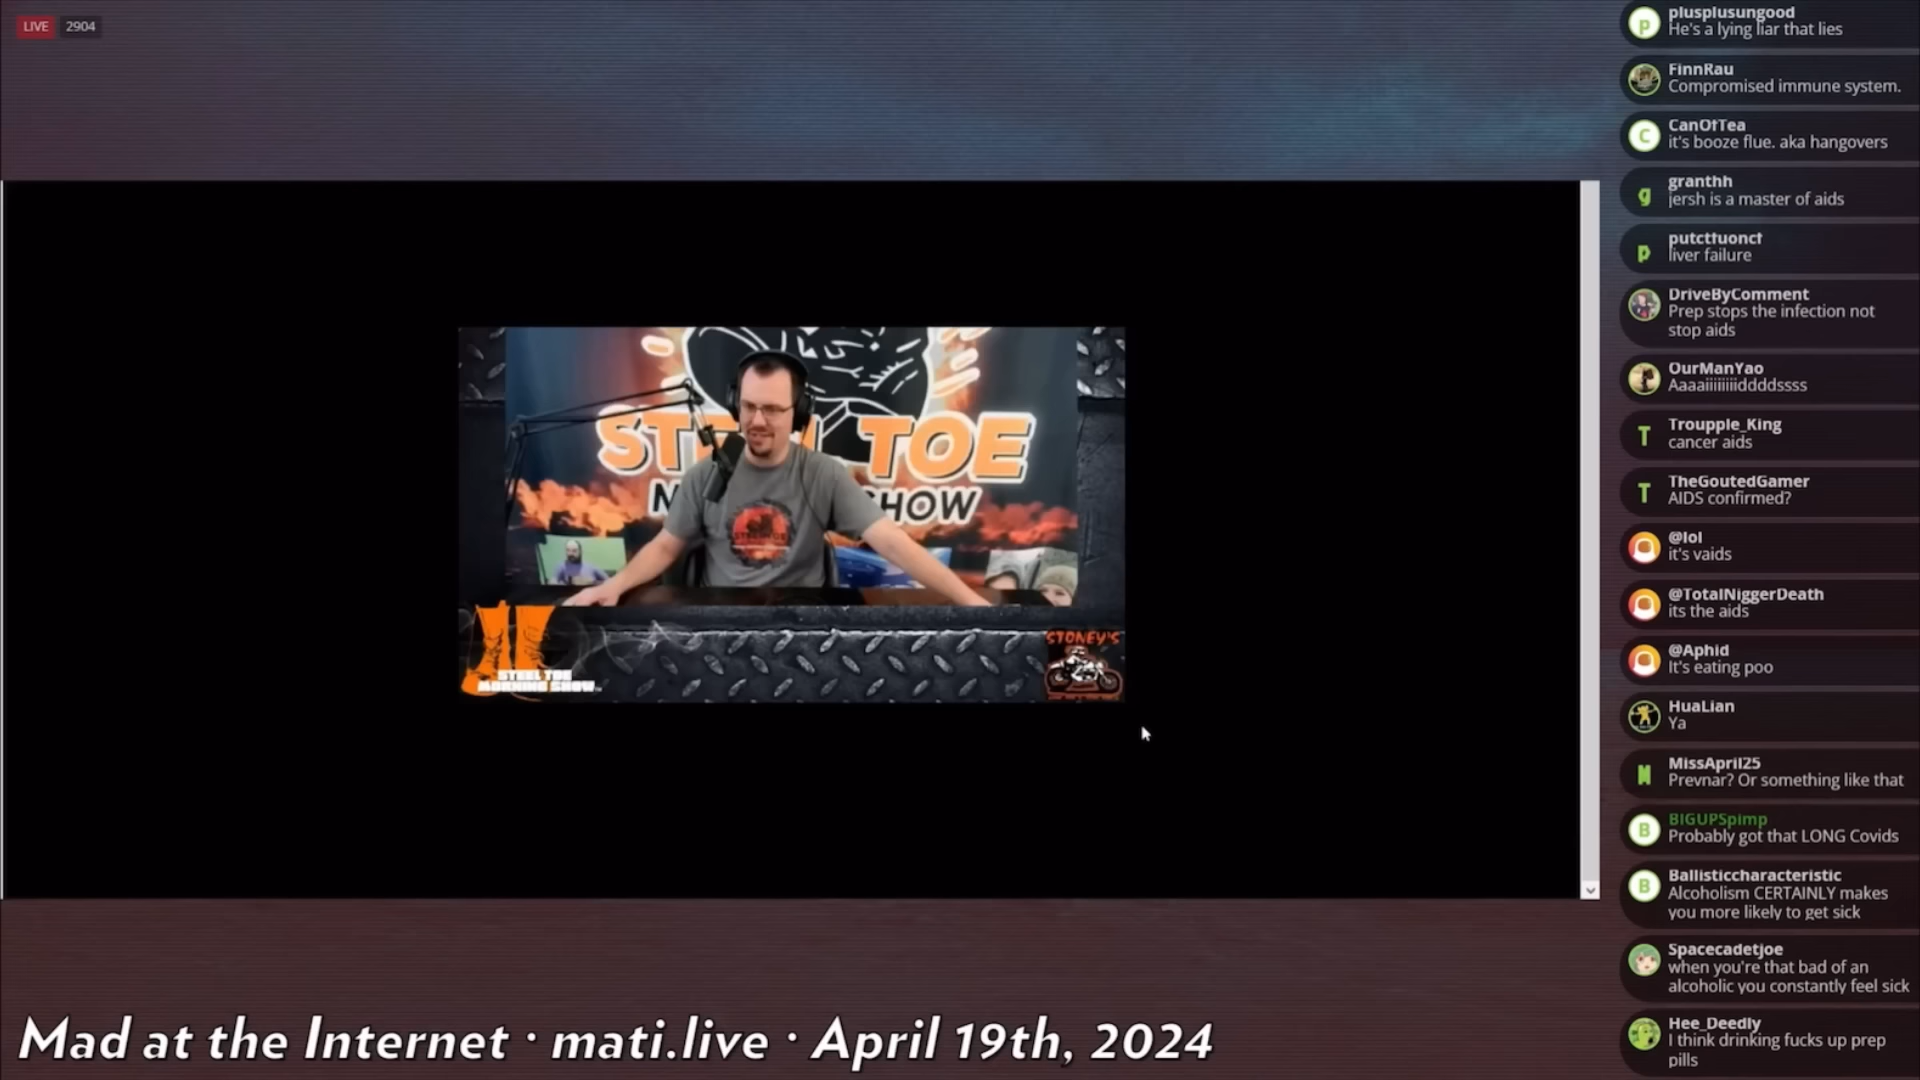 LIVE 2904
STEEL TOE
SHOW
STEEL TOE
MORNING SHOW
STONEY'S
Mad at the Internet · mati.live · April 19th, 2024
plusplusungood
He's a lying liar that lies
FinnRau
Compromised immune system.
CanOfTea
it's booze flue. aka hangovers
granthh
jersh is a master of aids
putctfuonct
liver failure
DriveByComment
Prep stops the infection not
stop aids
OurManYao
Aaaaiiiiiiiiiddddssss
Troupple_King
cancer aids
TheGoutedGamer
AIDS confirmed?
@lol
it's vaids
@TotalNiggerDeath
its the aids
@Aphid
It's eating poo
HuaLian
Ya
MissApril25
Prevnar? Or something like that
BIGUPSpimp
Probably got that LONG Covids
Ballisticcharacteristic
Alcoholism CERTAINLY makes
you more likely to get sick
Spacecadetjoe
when you're that bad of an
alcoholic you constantly feel sick
Hee_Deedly
I think drinking fucks up prep
pills